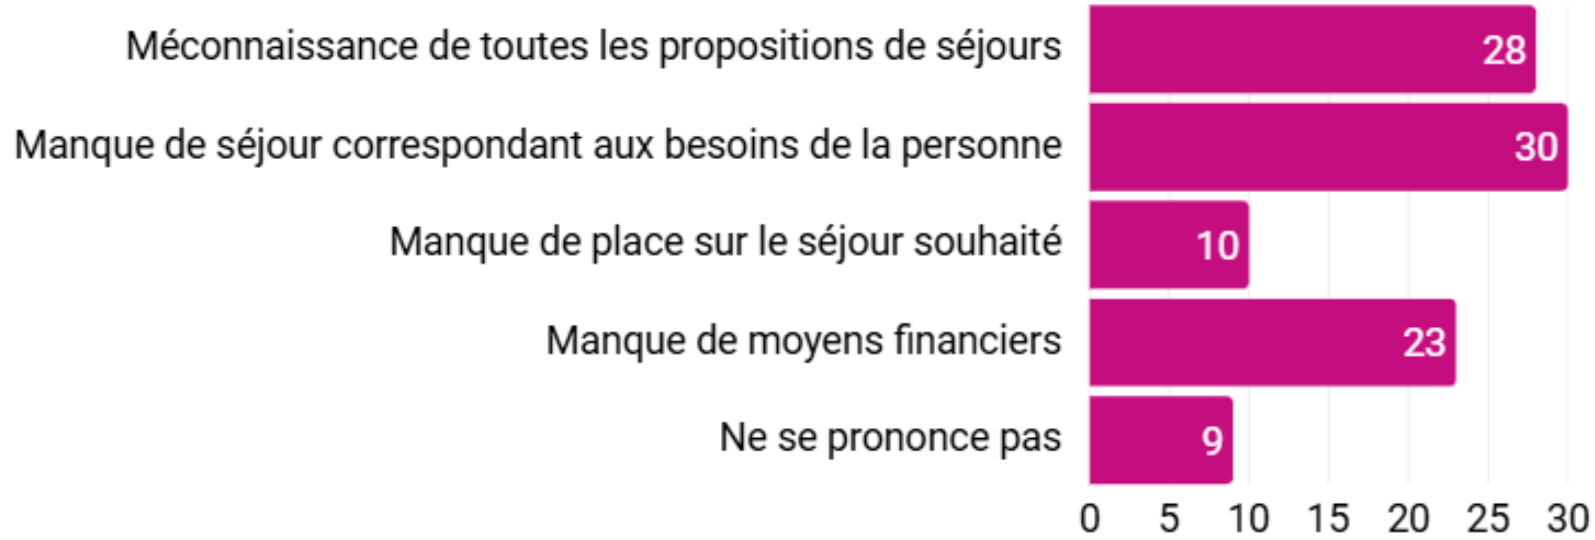 Méconnaissance de toutes les propositions de séjours 28
Manque de séjour correspondant aux besoins de la personne 30
Manque de place sur le séjour souhaité 10
Manque de moyens financiers 23
Ne se prononce pas 9
0 5 10 15 20 25 30